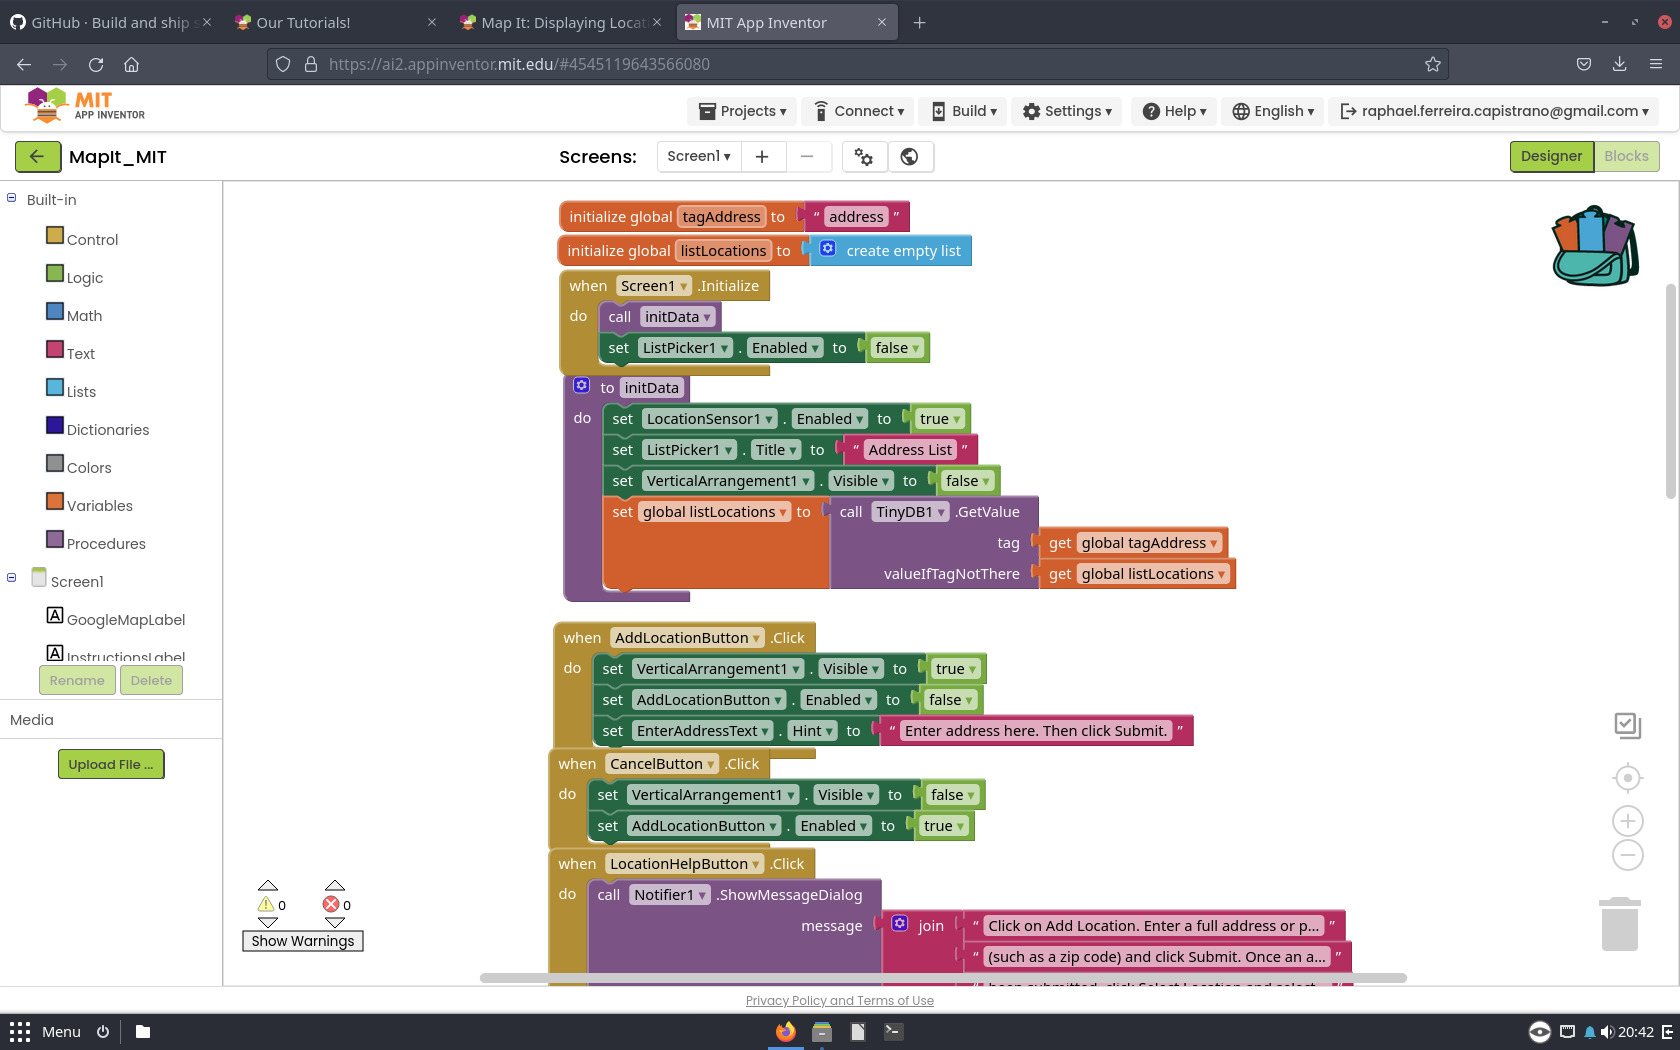 GitHub · Build and ship s
Our Tutorials!
Map It: Displaying Locat
MIT App Inventor
https://ai2.appinventor.mit.edu/#4545119643566080
MIT
APP INVENTOR
Projects ▾
Connect ▾
Build ▾
Settings ▾
Help ▾
English ▾
raphael.ferreira.capistrano@gmail.com ▾
MapIt_MIT
Screens:
Screen1 ▾
Designer
Blocks
Built-in
Control
Logic
Math
Text
Lists
Dictionaries
Colors
Variables
Procedures
Screen1
GoogleMapLabel
InstructionsLabel
Rename
Delete
Media
Upload File ...
initialize global tagAddress to “ address ”
initialize global listLocations to create empty list
when Screen1 ▾ .Initialize
do call initData ▾
set ListPicker1 ▾ . Enabled ▾ to false ▾
to initData
do set LocationSensor1 ▾ . Enabled ▾ to true ▾
set ListPicker1 ▾ . Title ▾ to “ Address List ”
set VerticalArrangement1 ▾ . Visible ▾ to false ▾
set global listLocations ▾ to call TinyDB1 ▾ .GetValue
tag get global tagAddress ▾
valueIfTagNotThere get global listLocations ▾
when AddLocationButton ▾ .Click
do set VerticalArrangement1 ▾ . Visible ▾ to true ▾
set AddLocationButton ▾ . Enabled ▾ to false ▾
set EnterAddressText ▾ . Hint ▾ to “ Enter address here. Then click Submit. ”
when CancelButton ▾ .Click
do set VerticalArrangement1 ▾ . Visible ▾ to false ▾
set AddLocationButton ▾ . Enabled ▾ to true ▾
when LocationHelpButton ▾ .Click
do call Notifier1 ▾ .ShowMessageDialog
message join “ Click on Add Location. Enter a full address or p... ”
“ (such as a zip code) and click Submit. Once an a... ”
0
0
Show Warnings
Privacy Policy and Terms of Use
Menu
20:42